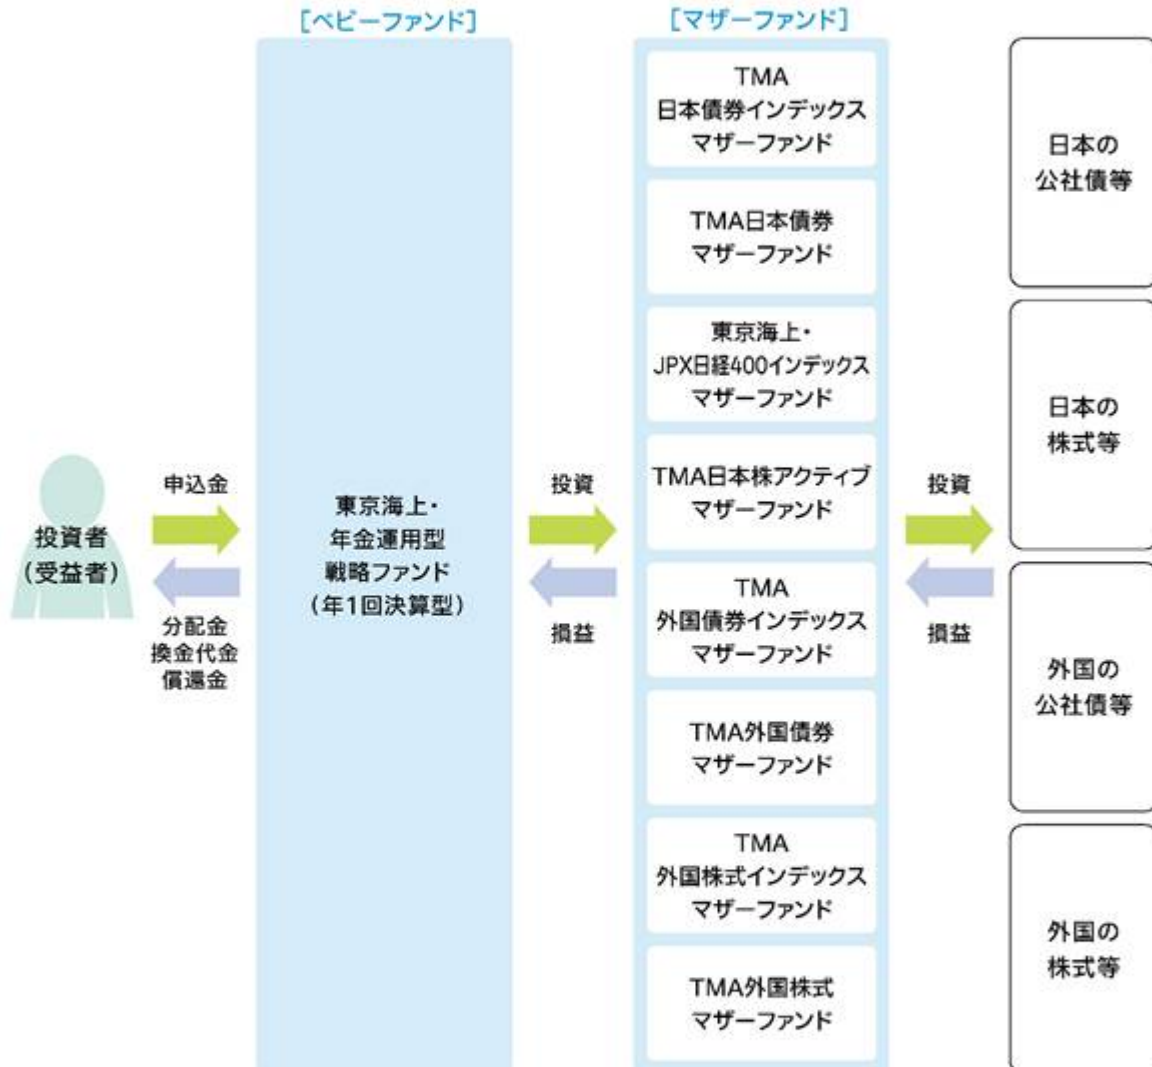 [ベビーファンド]
[マザーファンド]
投資者
(受益者)
申込金
分配金
換金代金
償還金
東京海上・
年金運用型
戦略ファンド
(年1回決算型)
投資
損益
TMA
日本債券インデックス
マザーファンド
TMA日本債券
マザーファンド
東京海上・
JPX日経400インデックス
マザーファンド
TMA日本株アクティブ
マザーファンド
TMA
外国債券インデックス
マザーファンド
TMA外国債券
マザーファンド
TMA
外国株式インデックス
マザーファンド
TMA外国株式
マザーファンド
投資
損益
日本の
公社債等
日本の
株式等
外国の
公社債等
外国の
株式等